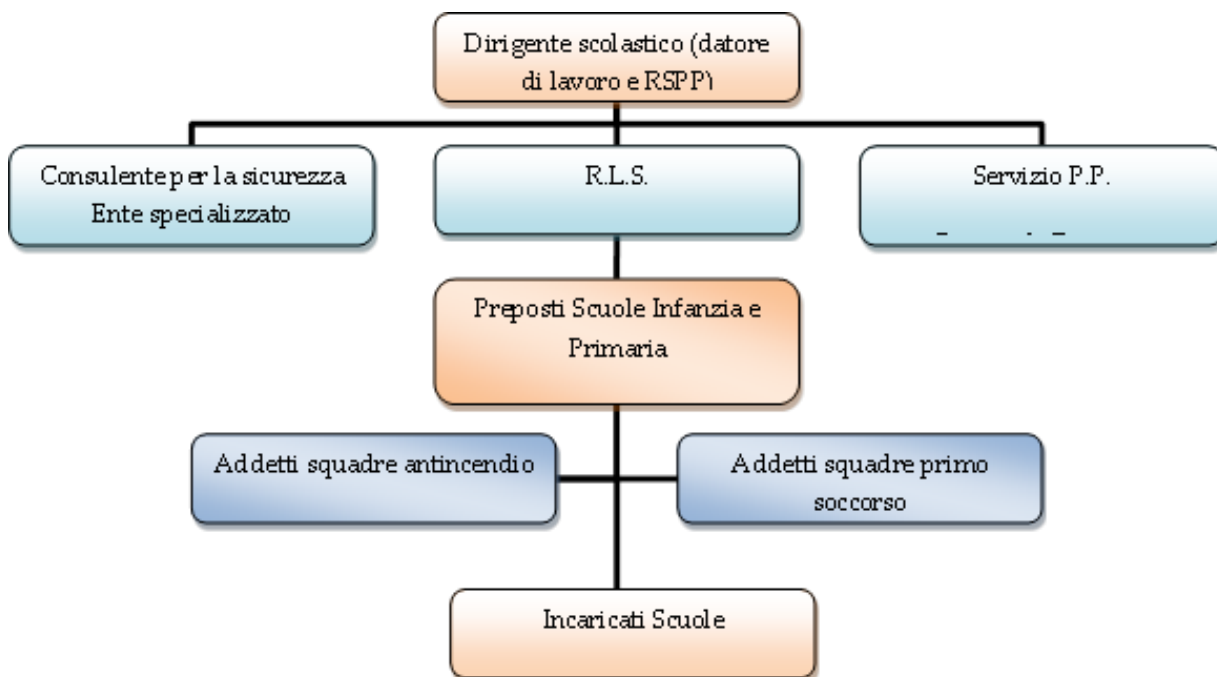 Dirigente scolastico (datore
di lavoro e RSPP)
Consulente per la sicurezza
Ente specializzato
R.L.S.
Servizio P.P.
Preposti Scuole Infanzia e
Primaria
Addetti squadre antincendio
Addetti squadre primo
soccorso
Incaricati Scuole